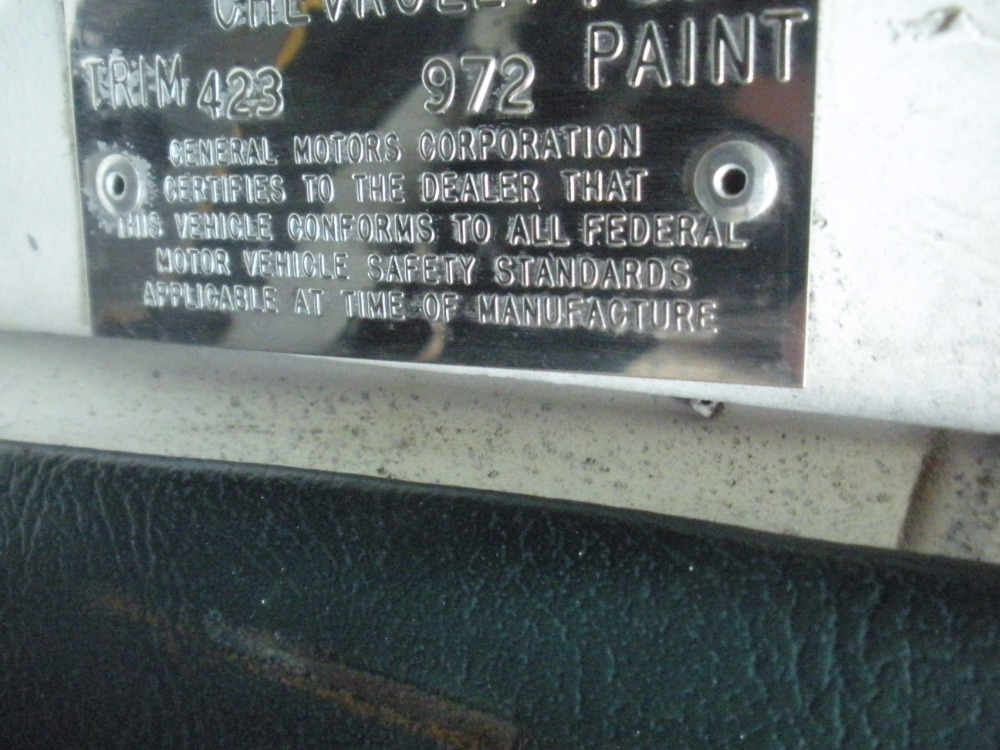 CHEVROLET
PAINT
TRIM 423 972
GENERAL MOTORS CORPORATION
CERTIFIES TO THE DEALER THAT
THIS VEHICLE CONFORMS TO ALL FEDERAL
MOTOR VEHICLE SAFETY STANDARDS
APPLICABLE AT TIME OF MANUFACTURE